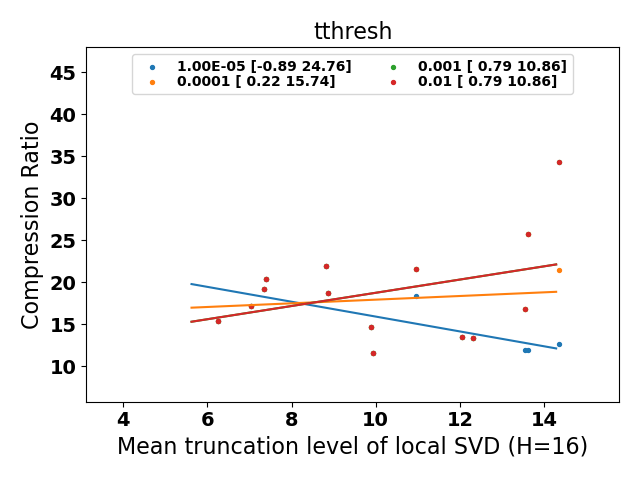 tthresh
1.00E-05 [-0.89 24.76]
0.0001 [ 0.22 15.74]
0.001 [ 0.79 10.86]
0.01 [ 0.79 10.86]
Compression Ratio
45
40
35
30
25
20
15
10
4 6 8 10 12 14
Mean truncation level of local SVD (H=16)